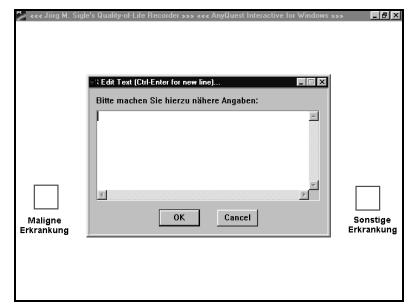 ««« Jörg M. Sigle's Quality-of-Life Recorder »»» ««« AnyQuest Interactive for Windows »»»
Edit Text (Ctrl-Enter for new line)...
Bitte machen Sie hierzu nähere Angaben:
OK Cancel
Maligne
Erkrankung
Sonstige
Erkrankung